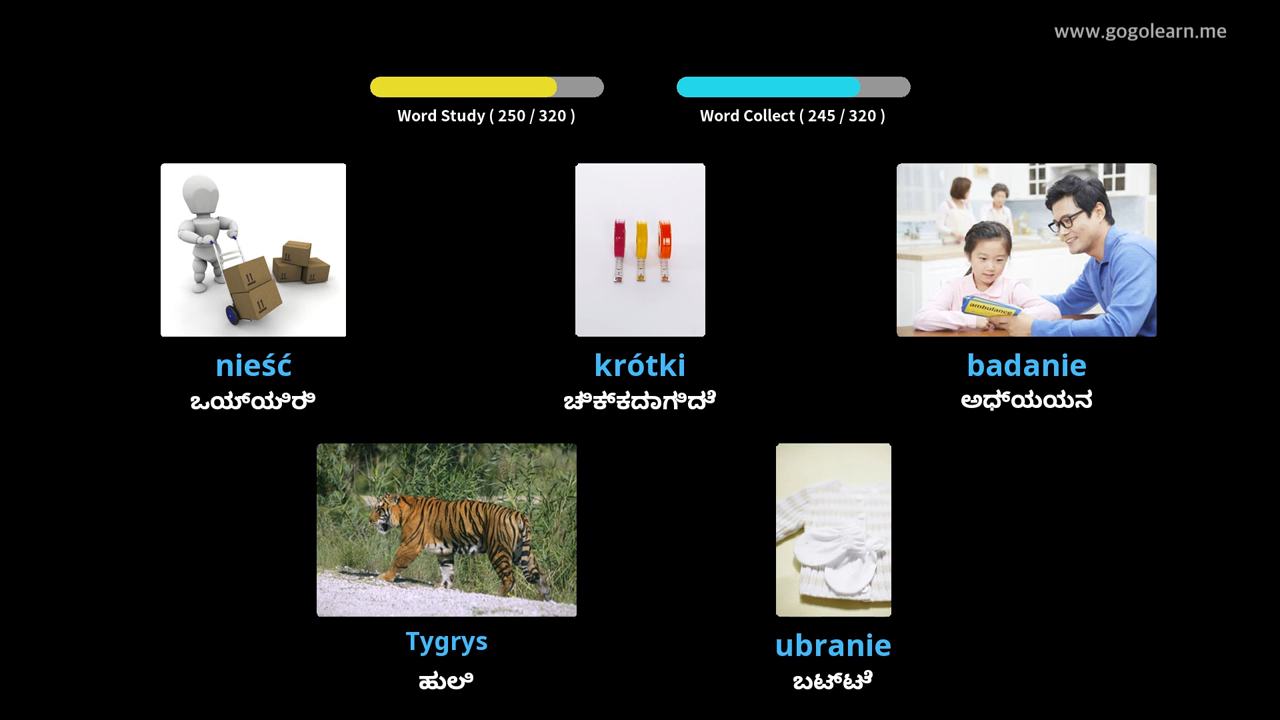 www.gogolearn.me
Word Study ( 250 / 320 )
Word Collect ( 245 / 320 )
nieść
ಒಯ್ಯಿರಿ
krótki
ಚಿಕ್ಕದಾಗಿದೆ
badanie
ಅಧ್ಯಯನ
ambulance
Tygrys
ಹುಲಿ
ubranie
ಬಟ್ಟೆ